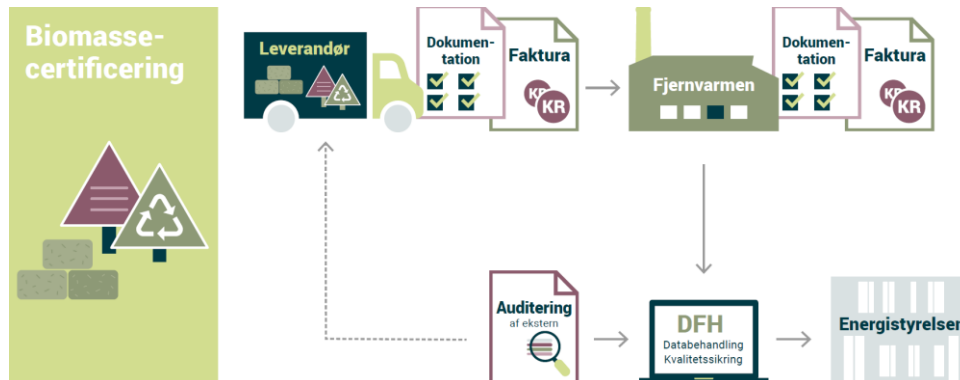 Biomasse-
certificering
Leverandør
Dokumen-
tation
Faktura
KR
KR
Fjernvarmen
Dokumen-
tation
Faktura
KR
KR
Auditering
af ekstern
DFH
Databehandling
Kvalitetssikring
Energistyrelsen